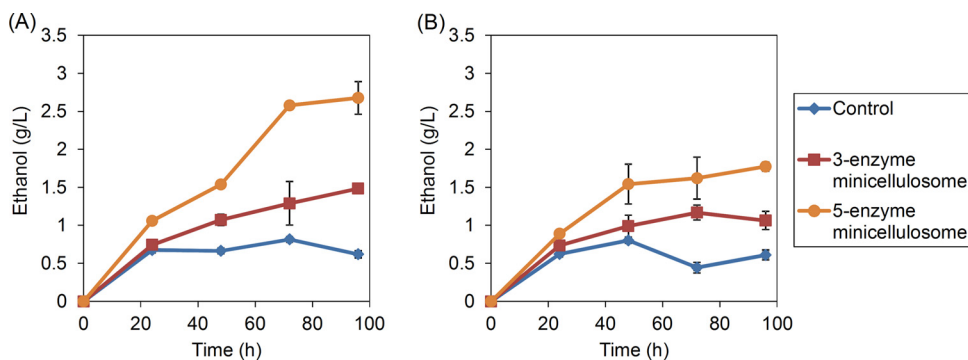 (A)
Ethanol (g/L)
3.5
3
2.5
2
1.5
1
0.5
0
0 20 40 60 80 100
Time (h)
(B)
Ethanol (g/L)
3.5
3
2.5
2
1.5
1
0.5
0
0 20 40 60 80 100
Time (h)
Control
3-enzyme
minicellulosome
5-enzyme
minicellulosome